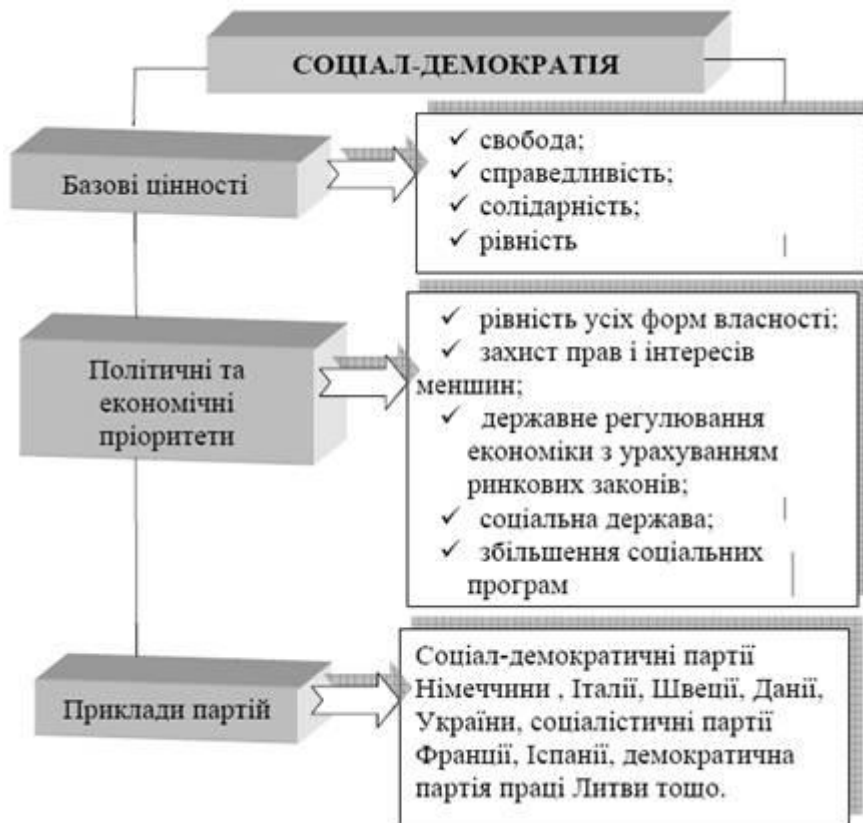 СОЦІАЛ-ДЕМОКРАТІЯ
Базові цінності
✓ свобода;
✓ справедливість;
✓ солідарність;
✓ рівність
Політичні та
економічні
пріоритети
✓ рівність усіх форм власності;
✓ захист прав і інтересів
меншин;
✓ державне регулювання
економіки з урахуванням
ринкових законів;
✓ соціальна держава;
✓ збільшення соціальних
програм
Приклади партій
Соціал-демократичні партії
Німеччини , Італії, Швеції, Данії,
України, соціалістичні партії
Франції, Іспанії, демократична
партія праці Литви тощо.